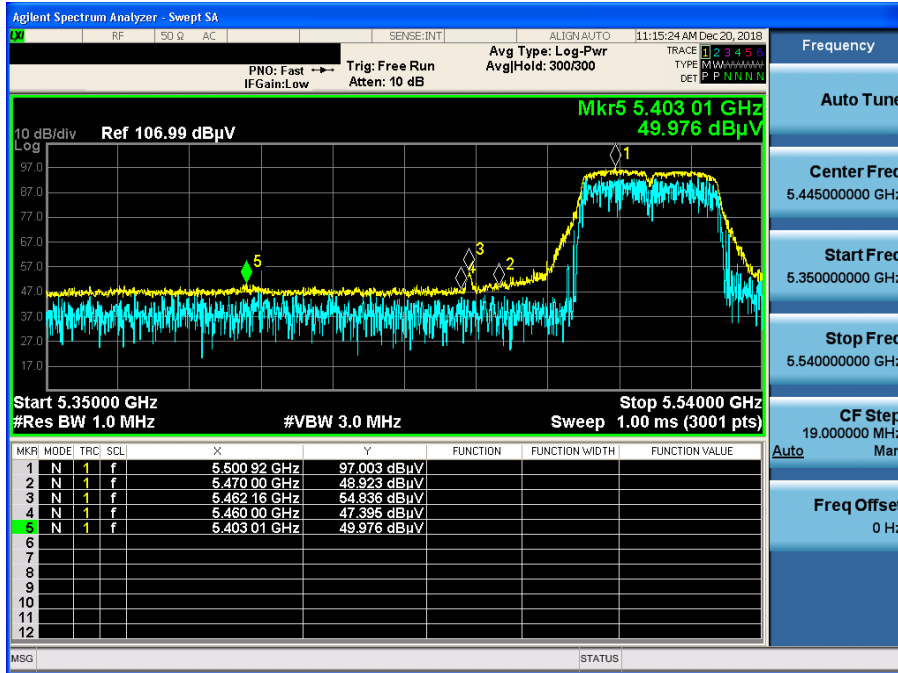 Agilent Spectrum Analyzer - Swept SA
LXI RF 50 Ω AC SENSE:INT ALIGN AUTO 11:15:24 AM Dec 20, 2018
PNO: Fast Trig: Free Run Avg Type: Log-Pwr TRACE 1 2 3 4 5 6
IFGain:Low Atten: 10 dB Avg|Hold: 300/300 TYPE M W
DET P P N N N N
Frequency
Mkr5 5.403 01 GHz
49.976 dBµV
10 dB/div Ref 106.99 dBµV
Log
97.0
87.0
77.0
67.0
57.0
47.0
37.0
27.0
17.0
1
2
3
4
5
Start 5.35000 GHz Stop 5.54000 GHz
#Res BW 1.0 MHz #VBW 3.0 MHz Sweep 1.00 ms (3001 pts)
MKR MODE TRC SCL X Y FUNCTION FUNCTION WIDTH FUNCTION VALUE
1 N 1 f 5.500 92 GHz 97.003 dBµV
2 N 1 f 5.470 00 GHz 48.923 dBµV
3 N 1 f 5.462 16 GHz 54.836 dBµV
4 N 1 f 5.460 00 GHz 47.395 dBµV
5 N 1 f 5.403 01 GHz 49.976 dBµV
6
7
8
9
10
11
12
MSG STATUS
Auto Tune
Center Freq
5.445000000 GHz
Start Freq
5.350000000 GHz
Stop Freq
5.540000000 GHz
CF Step
19.000000 MHz
Auto Man
Freq Offset
0 Hz